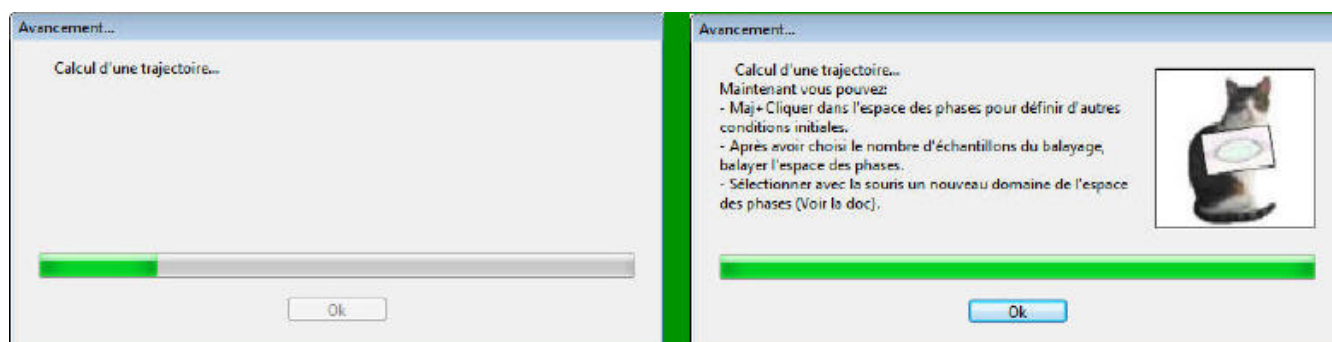 Avancement...
Calcul d'une trajectoire...
Ok
Avancement...
Calcul d'une trajectoire...
Maintenant vous pouvez:
- Maj+Cliquer dans l'espace des phases pour définir d'autres
conditions initiales.
- Après avoir choisi le nombre d'échantillons du balayage,
balayer l'espace des phases.
- Sélectionner avec la souris un nouveau domaine de l'espace
des phases (Voir la doc).
Ok